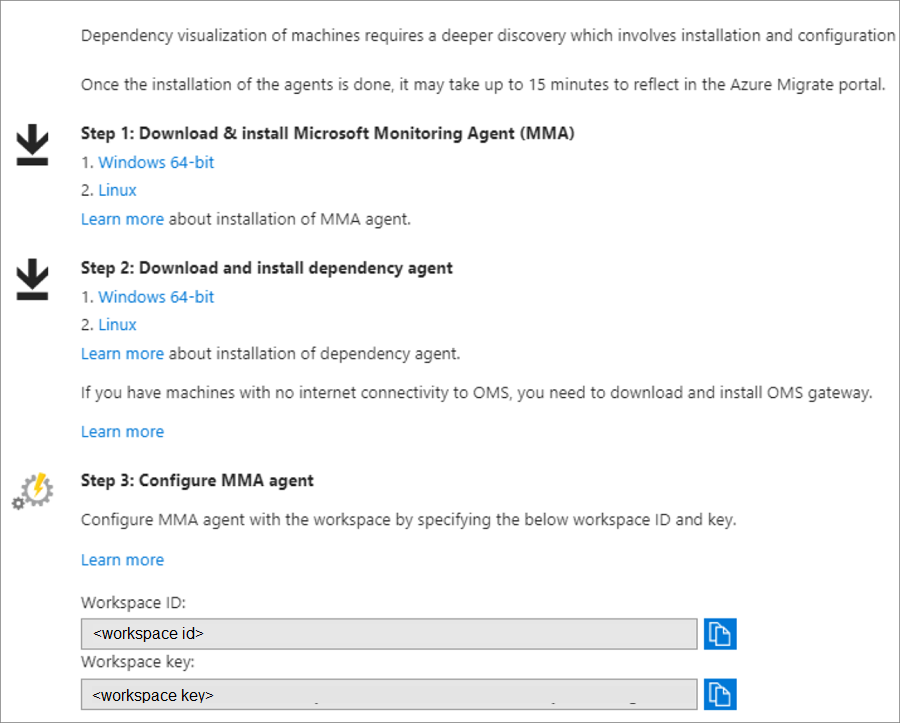 Dependency visualization of machines requires a deeper discovery which involves installation and configuration
Once the installation of the agents is done, it may take up to 15 minutes to reflect in the Azure Migrate portal.
Step 1: Download & install Microsoft Monitoring Agent (MMA)
1. Windows 64-bit
2. Linux
Learn more about installation of MMA agent.
Step 2: Download and install dependency agent
1. Windows 64-bit
2. Linux
Learn more about installation of dependency agent.
If you have machines with no internet connectivity to OMS, you need to download and install OMS gateway.
Learn more
Step 3: Configure MMA agent
Configure MMA agent with the workspace by specifying the below workspace ID and key.
Learn more
Workspace ID:
<workspace id>
Workspace key:
<workspace key>